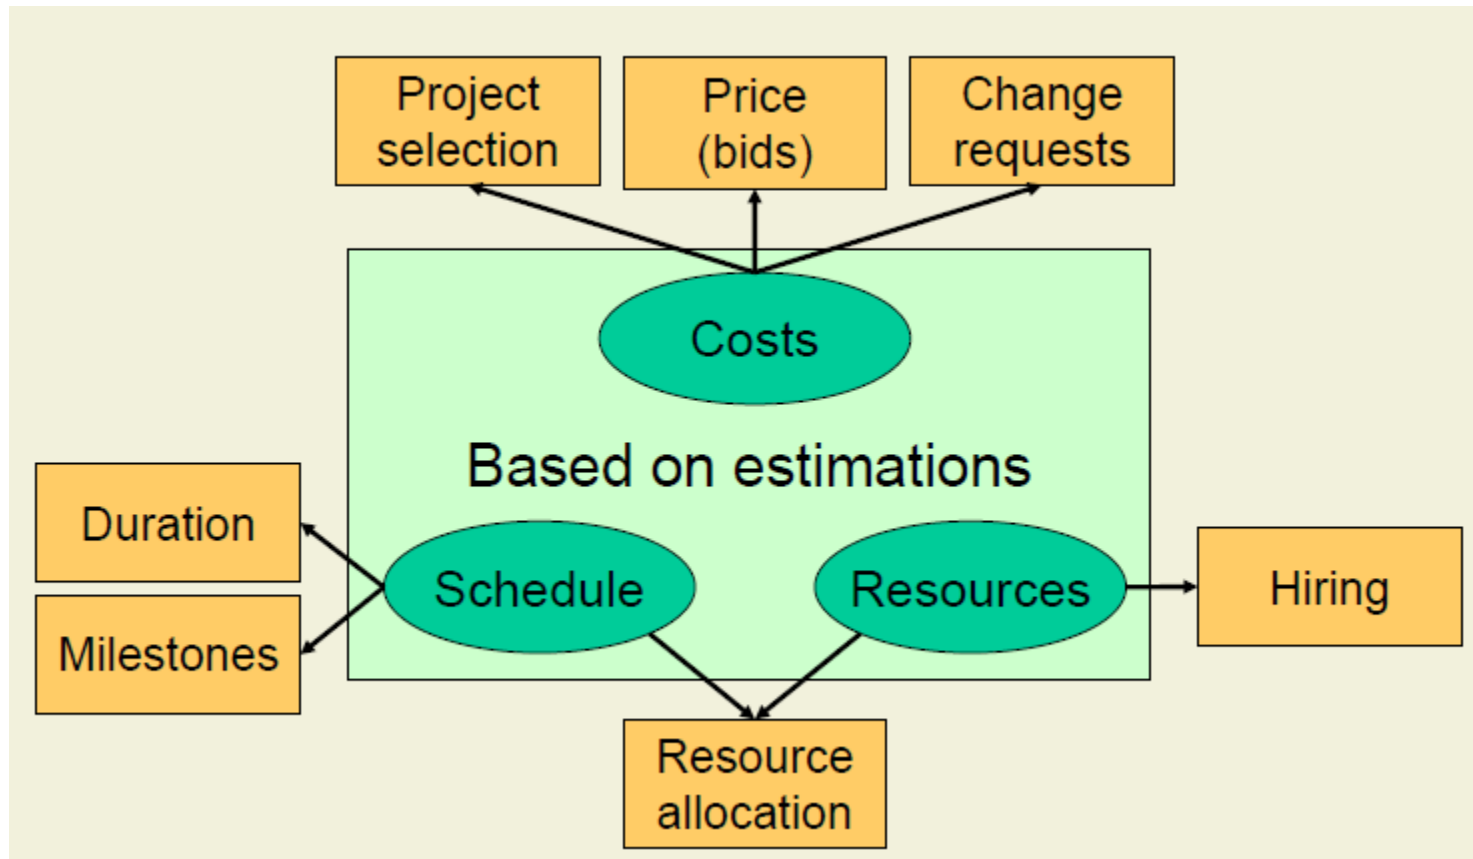 Project
selection
Price
(bids)
Change
requests
Costs
Based on estimations
Duration
Milestones
Schedule
Resources
Hiring
Resource
allocation